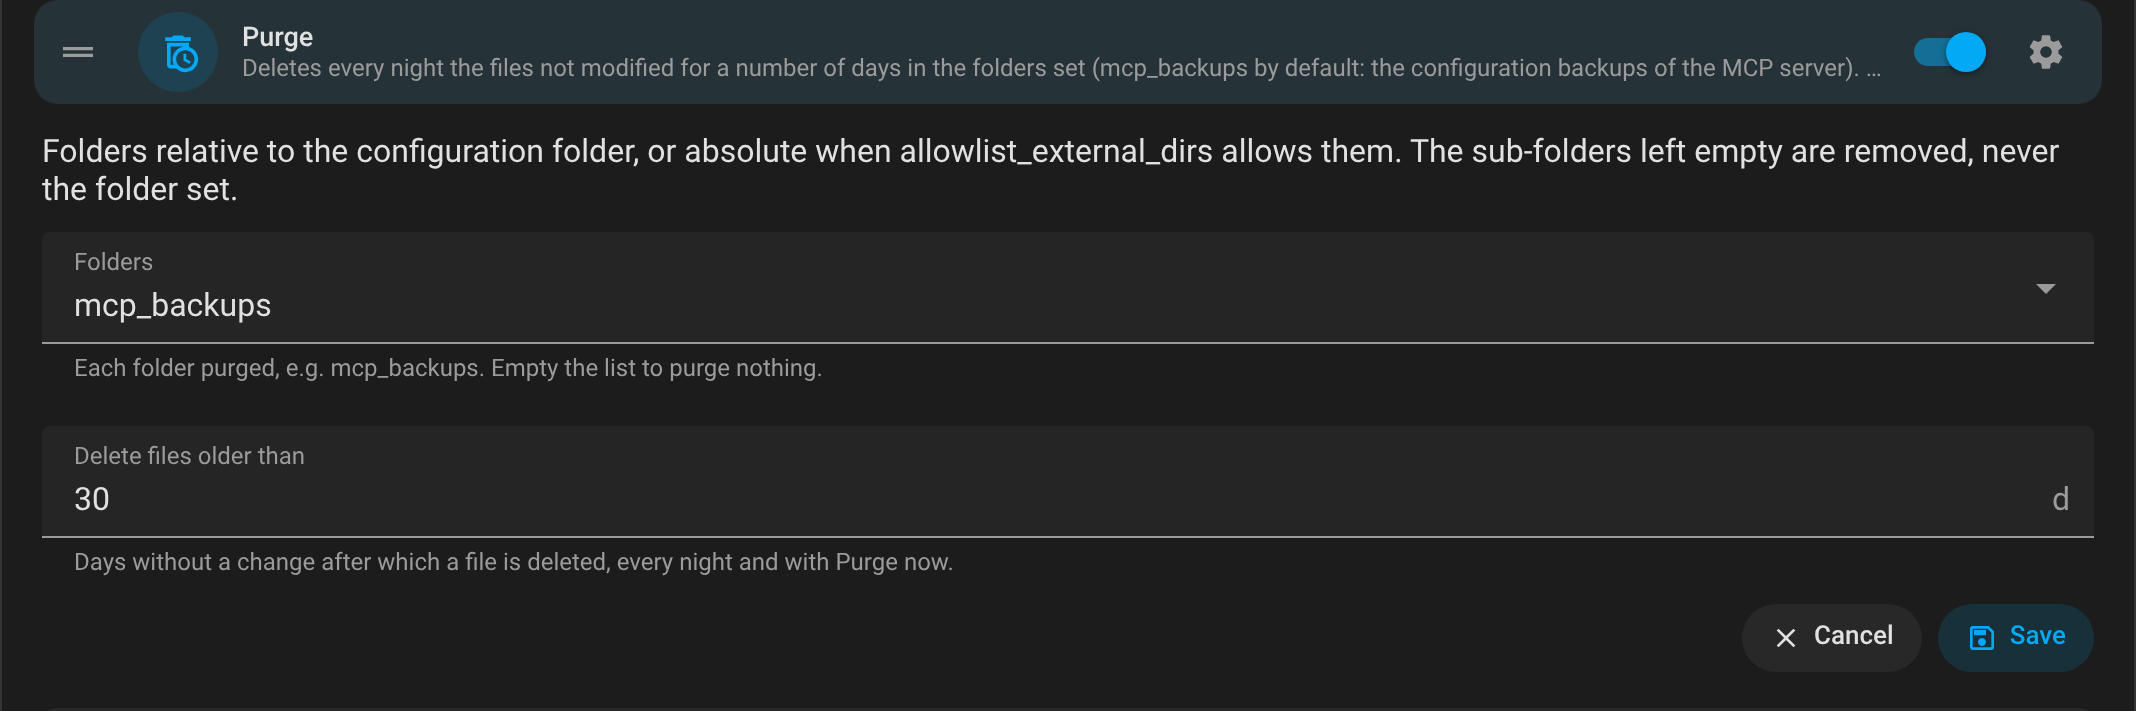 Purge
Deletes every night the files not modified for a number of days in the folders set (mcp_backups by default: the configuration backups of the MCP server). ...
Folders relative to the configuration folder, or absolute when allowlist_external_dirs allows them. The sub-folders left empty are removed, never
the folder set.
Folders
mcp_backups
Each folder purged, e.g. mcp_backups. Empty the list to purge nothing.
Delete files older than
30 d
Days without a change after which a file is deleted, every night and with Purge now.
Cancel Save